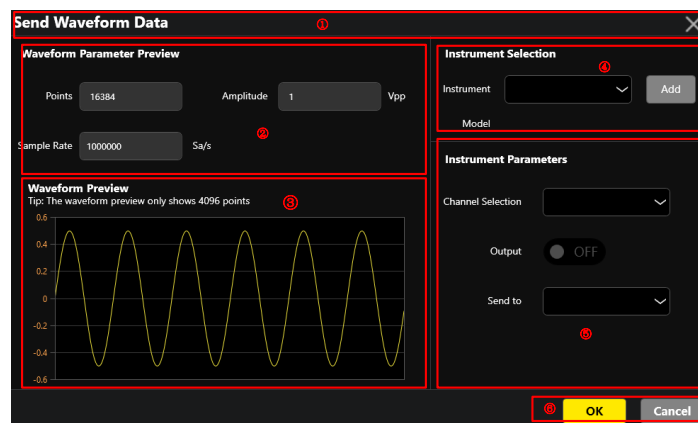 Send Waveform Data ①
Waveform Parameter Preview
Points 16384 Amplitude 1 Vpp
②
Sample Rate 1000000 Sa/s
Waveform Preview
Tip: The waveform preview only shows 4096 points ③
0.6
0.4
0.2
0
-0.2
-0.4
-0.6
Instrument Selection
④
Instrument Add
Model
Instrument Parameters
Channel Selection
Output OFF
Send to
⑤
OK Cancel